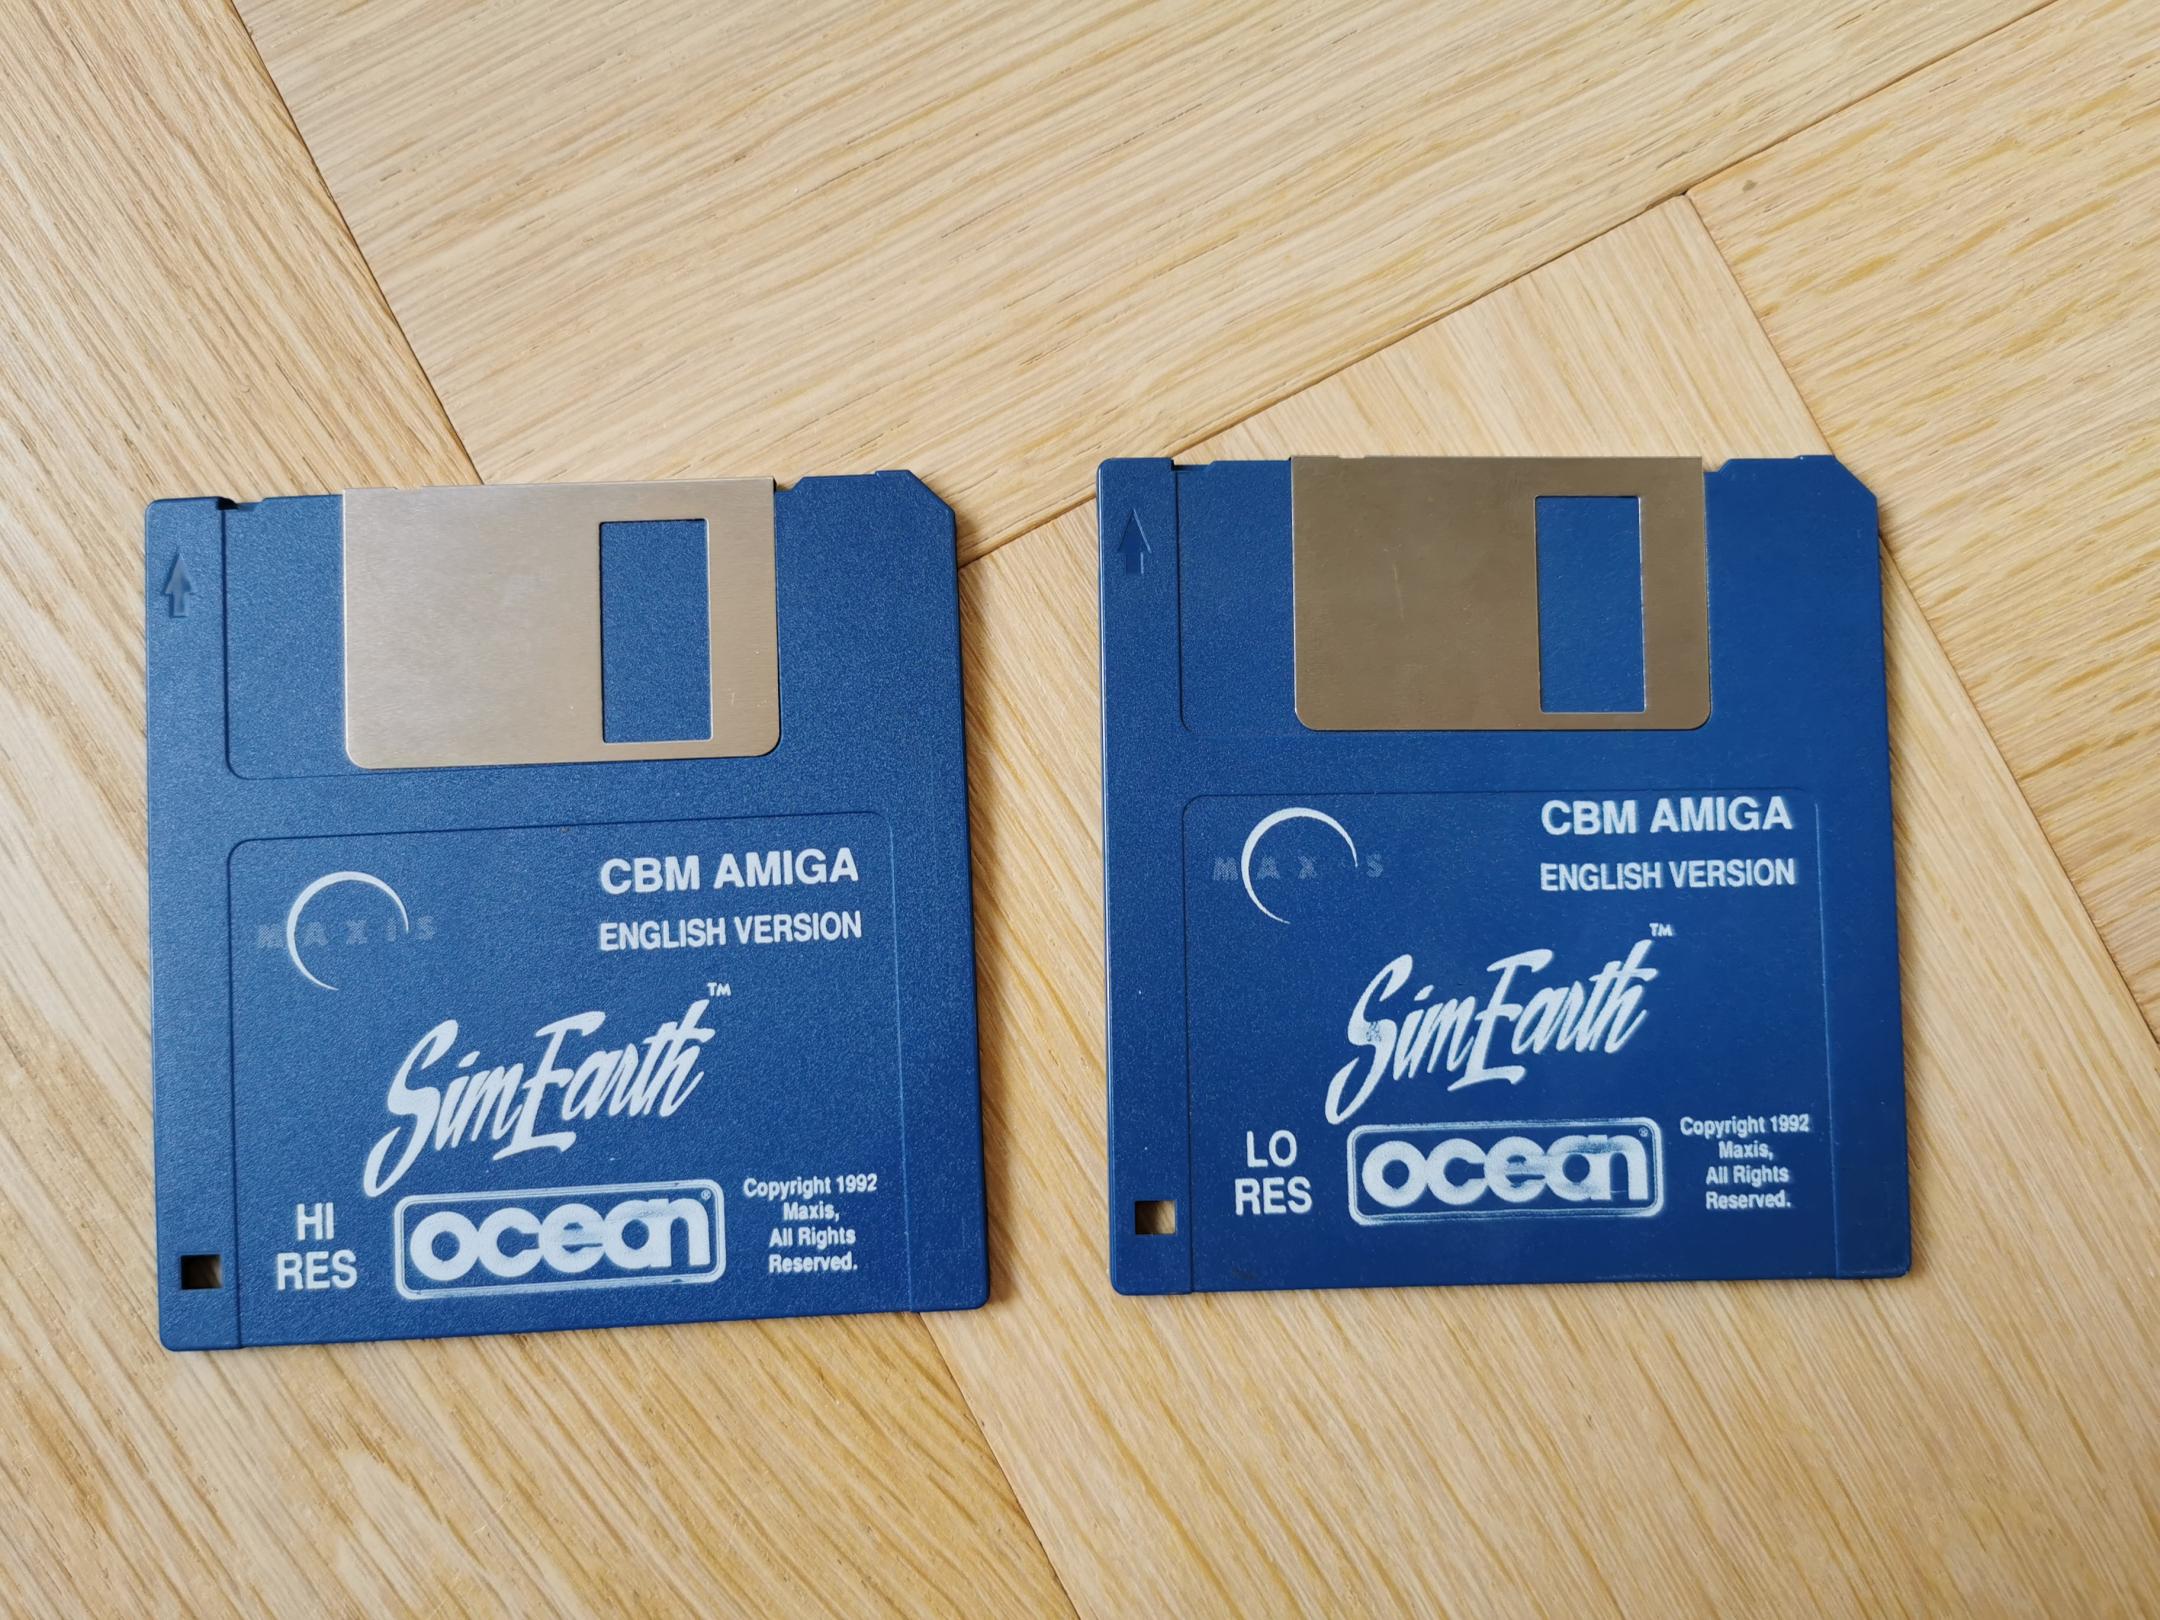 MAXIS
CBM AMIGA
ENGLISH VERSION
SimEarth™
HI
RES
ocean®
Copyright 1992
Maxis,
All Rights
Reserved.
MAXIS
CBM AMIGA
ENGLISH VERSION
SimEarth™
LO
RES
ocean®
Copyright 1992
Maxis,
All Rights
Reserved.